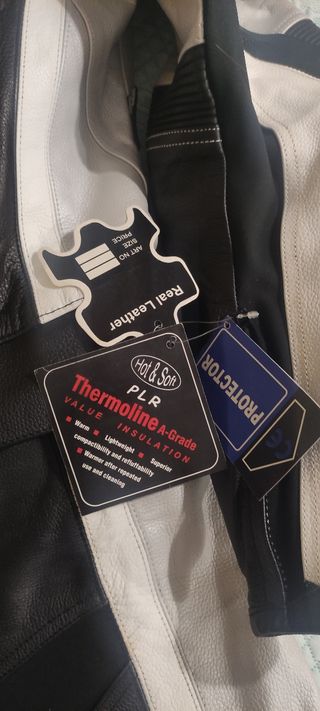 ART NO
SIZE
PRICE
Real Leather
Hot & Soft
PLR
Thermoline A-Grade
VALUE INSULATION
Warm Lightweight Superior
compactibility and refluffability
Warmer after repeated
use and cleaning
PROTECTOR
CE